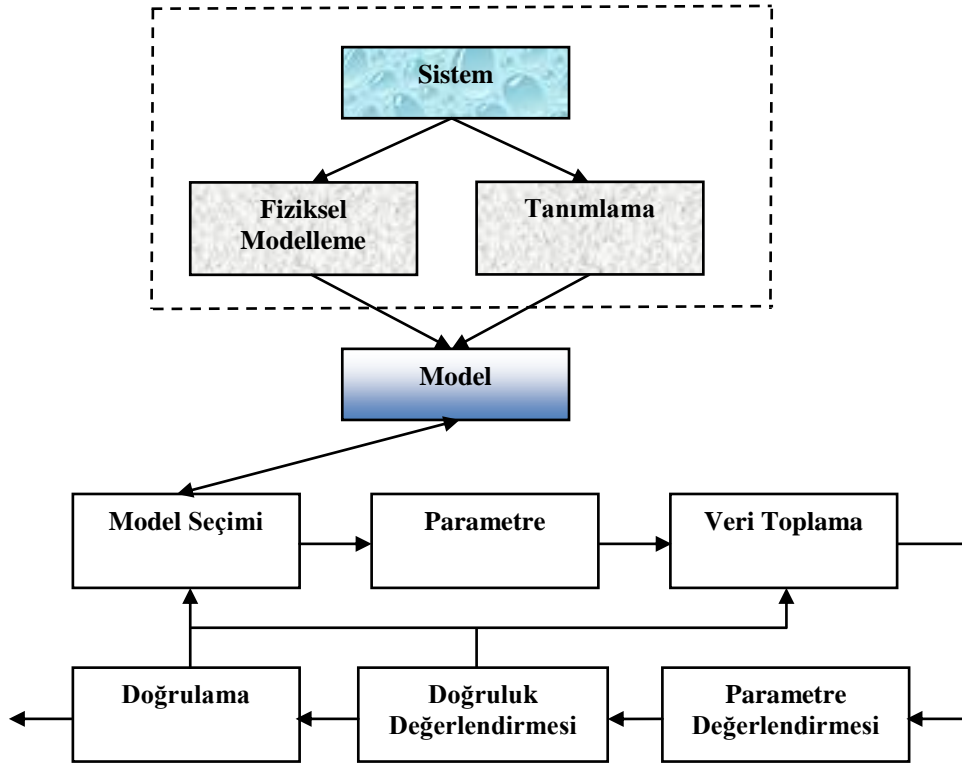 Sistem
Fiziksel
Modelleme
Tanımlama
Model
Model Seçimi
Parametre
Veri Toplama
Doğrulama
Doğruluk
Değerlendirmesi
Parametre
Değerlendirmesi